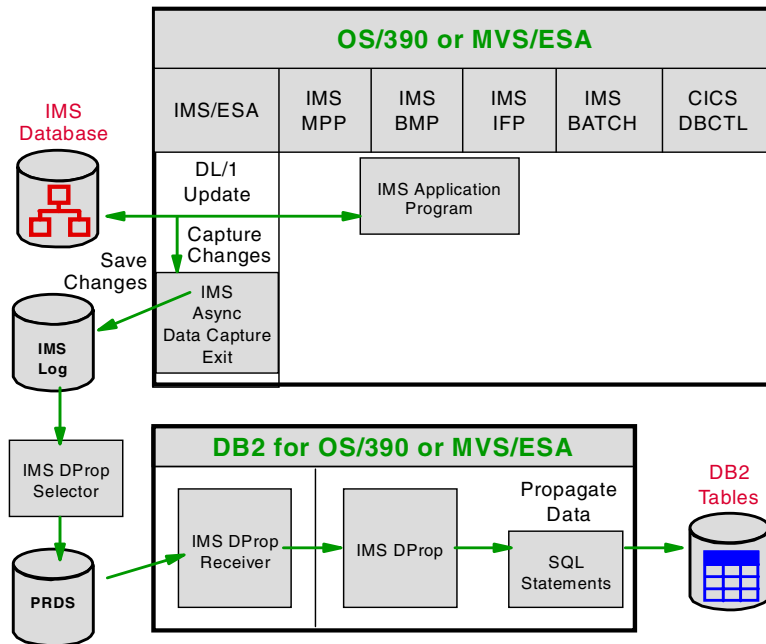 OS/390 or MVS/ESA
IMS
Database
IMS/ESA
IMS
MPP
IMS
BMP
IMS
IFP
IMS
BATCH
CICS
DBCTL
DL/1
Update
IMS Application
Program
Capture
Changes
Save
Changes
IMS
Async
Data Capture
Exit
IMS
Log
IMS DProp
Selector
PRDS
DB2 for OS/390 or MVS/ESA
IMS DProp
Receiver
IMS DProp
Propagate
Data
SQL
Statements
DB2
Tables